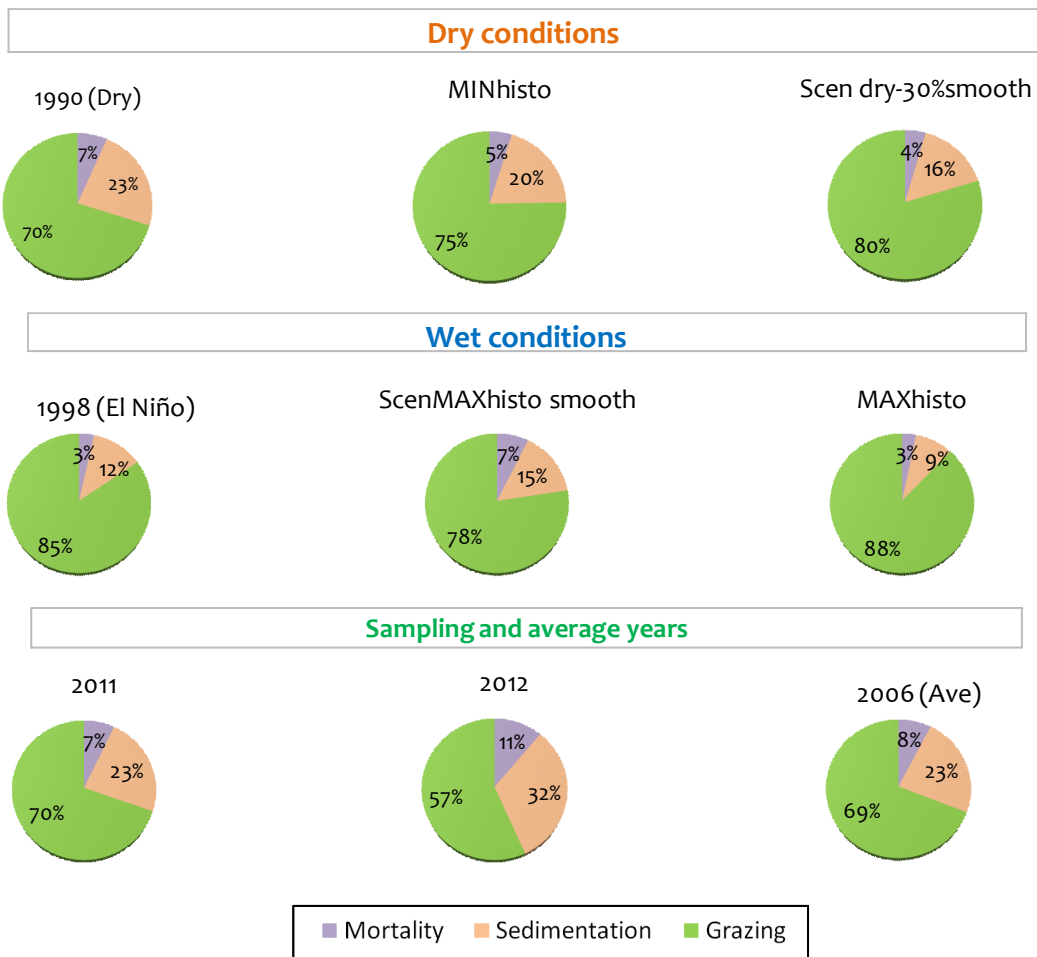 Dry conditions
1990 (Dry)
MINhisto
Scen dry-30%smooth
7%
23%
70%
5%
20%
75%
4%
16%
80%
Wet conditions
1998 (El Niño)
ScenMAXhisto smooth
MAXhisto
3%
12%
85%
7%
15%
78%
3%
9%
88%
Sampling and average years
2011
2012
2006 (Ave)
7%
23%
70%
11%
32%
57%
8%
23%
69%
Mortality Sedimentation Grazing